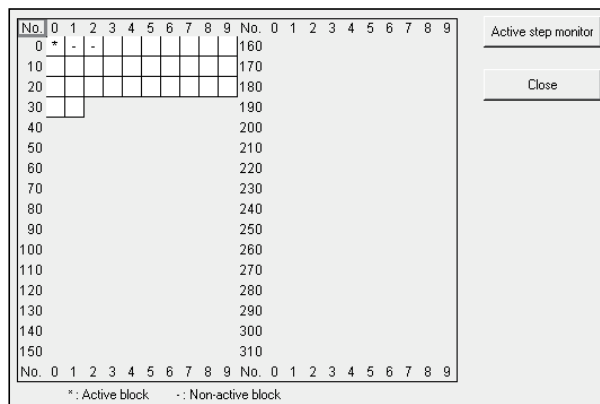 No. 0 1 2 3 4 5 6 7 8 9 No. 0 1 2 3 4 5 6 7 8 9
0 * - - 160
10 170
20 180
30 190
40 200
50 210
60 220
70 230
80 240
90 250
100 260
110 270
120 280
130 290
140 300
150 310
No. 0 1 2 3 4 5 6 7 8 9 No. 0 1 2 3 4 5 6 7 8 9
* : Active block - : Non-active block
Active step monitor
Close